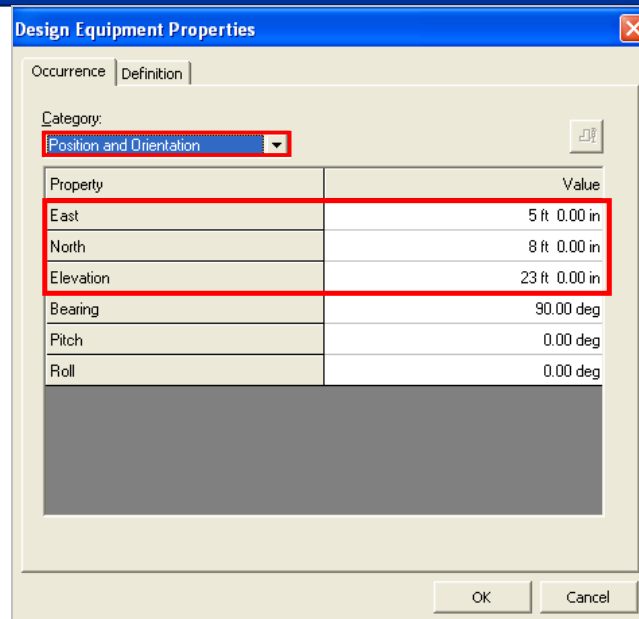 Design Equipment Properties
Occurrence Definition
Category:
Position and Orientation
Property Value
East 5 ft 0.00 in
North 8 ft 0.00 in
Elevation 23 ft 0.00 in
Bearing 90.00 deg
Pitch 0.00 deg
Roll 0.00 deg
OK Cancel